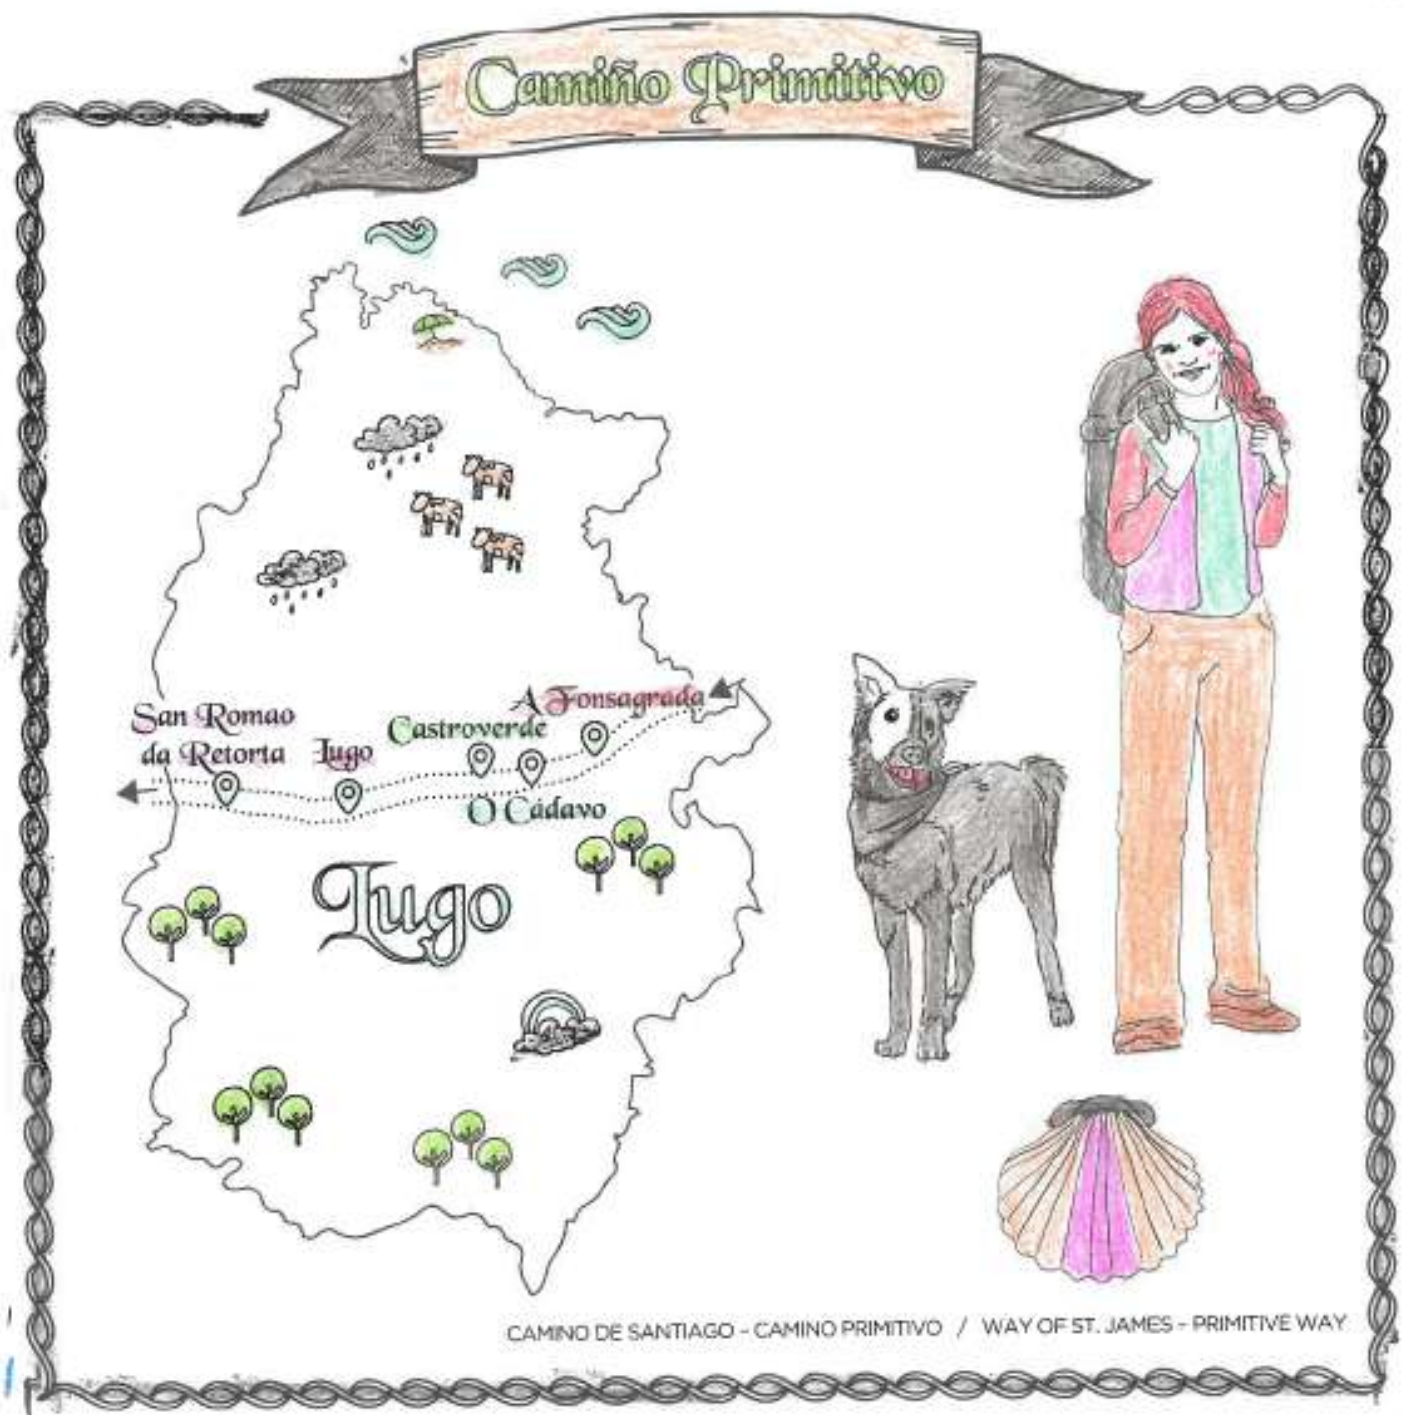 Camiño Primitivo
A Fonsagrada
San Romao
da Retorta
Lugo
Castroverde
O Cádavo
Lugo
CAMINO DE SANTIAGO - CAMINO PRIMITIVO / WAY OF ST. JAMES - PRIMITIVE WAY